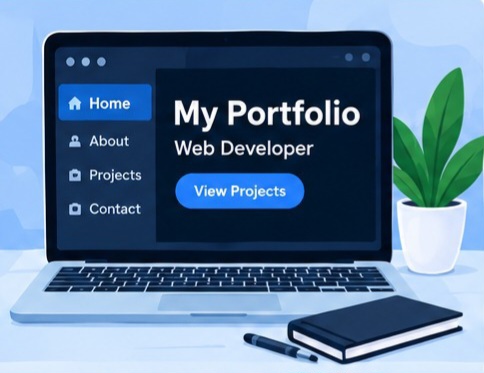 Home
About
Projects
Contact
My Portfolio
Web Developer
View Projects